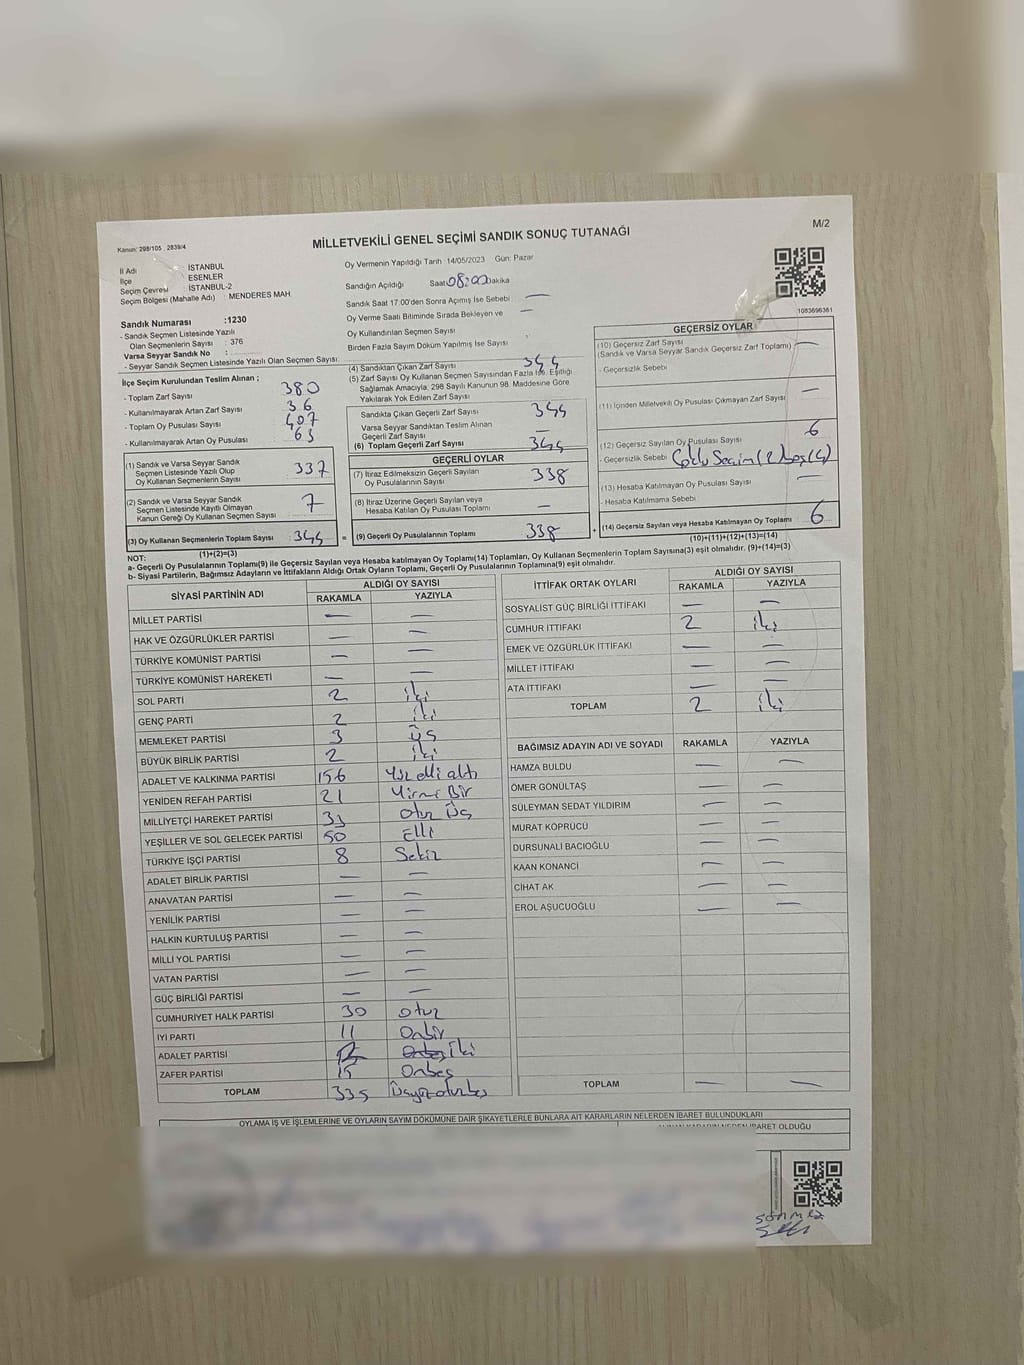 M/2
Kanun: 298/105 , 2839/4
MİLLETVEKİLİ GENEL SEÇİMİ SANDIK SONUÇ TUTANAĞI
İl Adı : İSTANBUL
İlçe : ESENLER
Seçim Çevresi : İSTANBUL-2
Seçim Bölgesi (Mahalle Adı) : MENDERES MAH
Sandık Numarası :1230
- Sandık Seçmen Listesinde Yazılı
Olan Seçmenlerin Sayısı : 376
Varsa Seyyar Sandık No :
- Seyyar Sandık Seçmen Listesinde Yazılı Olan Seçmen Sayısı:
Oy Vermenin Yapıldığı Tarih :14/05/2023 Gün: Pazar
Sandığın Açıldığı Saat 08:00 Dakika
Sandık Saat 17:00'den Sonra Açılmış İse Sebebi —
Oy Verme Saati Bitiminde Sırada Bekleyen ve —
Oy Kullandırılan Seçmen Sayısı
Birden Fazla Sayım Döküm Yapılmış İse Sayısı
1083696361
İlçe Seçim Kurulundan Teslim Alınan ;
- Toplam Zarf Sayısı 380
- Kullanılmayarak Artan Zarf Sayısı 36
- Toplam Oy Pusulası Sayısı 407
- Kullanılmayarak Artan Oy Pusulası 63
(1) Sandık ve Varsa Seyyar Sandık
Seçmen Listesinde Yazılı Olup
Oy Kullanan Seçmenlerin Sayısı 337
(2) Sandık ve Varsa Seyyar Sandık
Seçmen Listesinde Kayıtlı Olmayan
Kanun Gereği Oy Kullanan Seçmen Sayısı 7
(3) Oy Kullanan Seçmenlerin Toplam Sayısı 344
(1)+(2)=(3)
(4) Sandıktan Çıkan Zarf Sayısı 344
(5) Zarf Sayısı Oy Kullanan Seçmen Sayısından Fazla İse, Eşitliği
Sağlamak Amacıyla, 298 Sayılı Kanunun 98. Maddesine Göre
Yakılarak Yok Edilen Zarf Sayısı
Sandıkta Çıkan Geçerli Zarf Sayısı 344
Varsa Seyyar Sandıktan Teslim Alınan
Geçerli Zarf Sayısı —
(6) Toplam Geçerli Zarf Sayısı 344
GEÇERLİ OYLAR
(7) İtiraz Edilmeksizin Geçerli Sayılan
Oy Pusulalarının Sayısı 338
(8) İtiraz Üzerine Geçerli Sayılan veya
Hesaba Katılan Oy Pusulası Toplamı —
= (9) Geçerli Oy Pusulalarının Toplamı 338
GEÇERSİZ OYLAR
(10) Geçersiz Zarf Sayısı
(Sandık ve Varsa Seyyar Sandık Geçersiz Zarf Toplamı) —
- Geçersizlik Sebebi
(11) İçinden Milletvekili Oy Pusulası Çıkmayan Zarf Sayısı —
(12) Geçersiz Sayılan Oy Pusulası Sayısı 6
- Geçersizlik Sebebi Çoklu Seçim (2) boş (4)
(13) Hesaba Katılmayan Oy Pusulası Sayısı —
- Hesaba Katılmama Sebebi
+ (14) Geçersiz Sayılan veya Hesaba Katılmayan Oy Toplamı 6
(10)+(11)+(12)+(13)=(14)
NOT:
a- Geçerli Oy Pusulalarının Toplamı(9) ile Geçersiz Sayılan veya Hesaba Katılmayan Oy Toplamı(14) Toplamları, Oy Kullanan Seçmenlerin Toplam Sayısına(3) eşit olmalıdır. (9)+(14)=(3)
b- Siyasi Partilerin, Bağımsız Adayların ve İttifakların Aldığı Ortak Oyların Toplamı, Geçerli Oy Pusulalarının Toplamına(9) eşit olmalıdır.
SİYASİ PARTİNİN ADI ALDIĞI OY SAYISI
RAKAMLA YAZIYLA
MİLLET PARTİSİ — —
HAK VE ÖZGÜRLÜKLER PARTİSİ — —
TÜRKİYE KOMÜNİST PARTİSİ — —
TÜRKİYE KOMÜNİST HAREKETİ — —
SOL PARTİ 2 iki
GENÇ PARTİ 2 iki
MEMLEKET PARTİSİ 3 üç
BÜYÜK BİRLİK PARTİSİ 2 iki
ADALET VE KALKINMA PARTİSİ 156 Yüz elli altı
YENİDEN REFAH PARTİSİ 21 Yirmi Bir
MİLLİYETÇİ HAREKET PARTİSİ 33 Otuz Üç
YEŞİLLER VE SOL GELECEK PARTİSİ 50 Elli
TÜRKİYE İŞÇİ PARTİSİ 8 Sekiz
ADALET BİRLİK PARTİSİ — —
ANAVATAN PARTİSİ — —
YENİLİK PARTİSİ — —
HALKIN KURTULUŞ PARTİSİ — —
MİLLİ YOL PARTİSİ — —
VATAN PARTİSİ — —
GÜÇ BİRLİĞİ PARTİSİ — —
CUMHURİYET HALK PARTİSİ 30 Otuz
İYİ PARTİ 11 Onbir
ADALET PARTİSİ İki
ZAFER PARTİSİ 15 Onbeş
TOPLAM 335 Üçyüzotuzbeş
İTTİFAK ORTAK OYLARI ALDIĞI OY SAYISI
RAKAMLA YAZIYLA
SOSYALİST GÜÇ BİRLİĞİ İTTİFAKI — —
CUMHUR İTTİFAKI 2 iki
EMEK VE ÖZGÜRLÜK İTTİFAKI — —
MİLLET İTTİFAKI — —
ATA İTTİFAKI — —
TOPLAM 2 iki
BAĞIMSIZ ADAYIN ADI VE SOYADI RAKAMLA YAZIYLA
HAMZA BULDU — —
ÖMER GÖNÜLTAŞ — —
SÜLEYMAN SEDAT YILDIRIM — —
MURAT KÖPRÜCÜ — —
DURSUNALİ BACIOĞLU — —
KAAN KONANCİ — —
CİHAT AK — —
EROL AŞUCUOĞLU — —
TOPLAM — —
OYLAMA İŞ VE İŞLEMLERİNE VE OYLARIN SAYIM DÖKÜMÜNE DAİR ŞİKAYETLERLE BUNLARA AİT KARARLARIN NELERDEN İBARET BULUNDUKLARI
İBARET OLDUĞU
SÖNMEZ